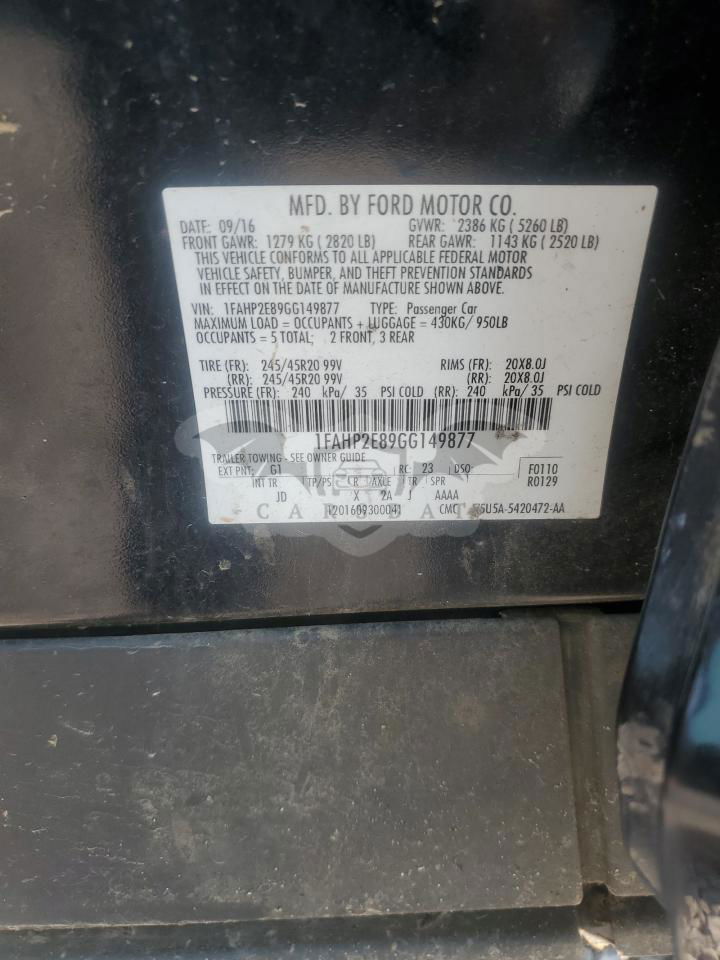 MFD. BY FORD MOTOR CO.
DATE: 09/16 GVWR: 2386 KG ( 5260 LB)
FRONT GAWR: 1279 KG ( 2820 LB) REAR GAWR: 1143 KG ( 2520 LB)
THIS VEHICLE CONFORMS TO ALL APPLICABLE FEDERAL MOTOR
VEHICLE SAFETY, BUMPER, AND THEFT PREVENTION STANDARDS
IN EFFECT ON THE DATE OF MANUFACTURE SHOWN ABOVE.
VIN: 1FAHP2E89GG149877 TYPE: Passenger Car
MAXIMUM LOAD = OCCUPANTS + LUGGAGE = 430KG/ 950LB
OCCUPANTS = 5 TOTAL; 2 FRONT, 3 REAR
TIRE (FR): 245/45R20 99V RIMS (FR): 20X8.0J
(RR): 245/45R20 99V (RR): 20X8.0J
PRESSURE (FR): 240 kPa/ 35 PSI COLD (RR): 240 kPa/ 35 PSI COLD
1FAHP2E89GG149877
TRAILER TOWING - SEE OWNER GUIDE
EXT PNT: G1 RC: 23 DSO: F0110
INT TR TP/PS R AXLE TR SPR R0129
JD X 2A J AAAA
CARSDATA
1201609300041 CMC 5U5A-5420472-AA